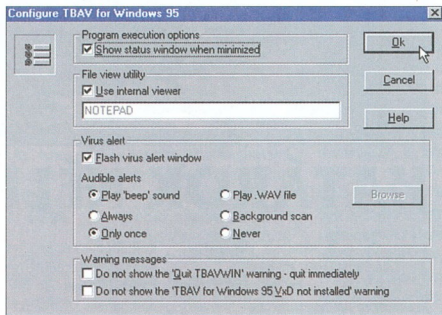 Configure TBAV for Windows 95
Program execution options
Show status window when minimized
Ok
File view utility
Use internal viewer
NOTEPAD
Cancel
Help
Virus alert
Flash virus alert window
Audible alerts
Play 'beep' sound
Play .WAV file
Browse
Always
Background scan
Only once
Never
Warning messages
Do not show the 'Quit TBAVWIN' warning - quit immediately
Do not show the 'TBAV for Windows 95 VxD not installed' warning